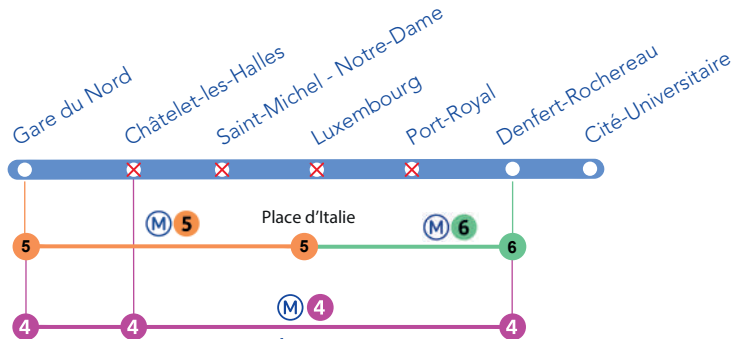 Gare du Nord
Châtelet-les-Halles
Saint-Michel - Notre-Dame
Luxembourg
Port-Royal
Denfert-Rochereau
Cité-Universitaire
M 5
Place d'Italie
M 6
5
5
6
M 4
4
4
4